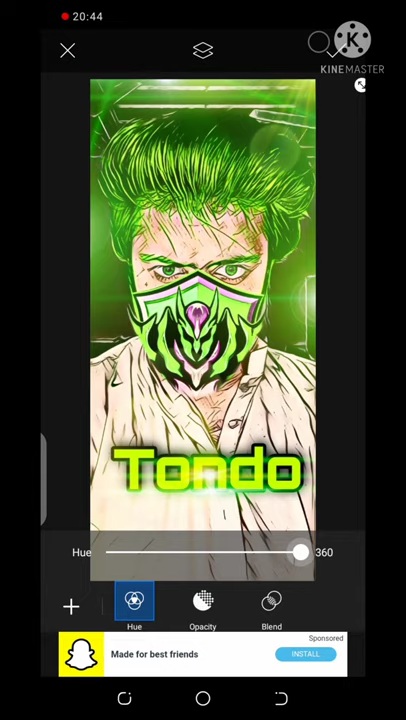 20:44
KINEMASTER
Tondo
Hue 360
Hue Opacity Blend
Sponsored
Made for best friends INSTALL